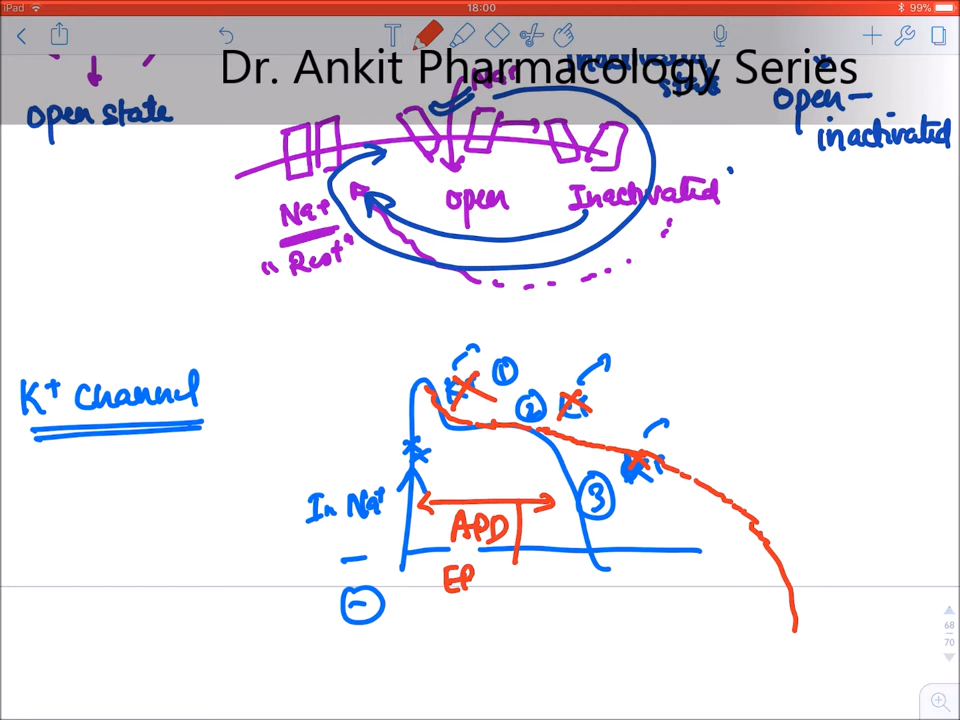 iPad
18:00
99%
Dr. Ankit Pharmacology Series
Na+
Open state
Open-
inactivated
Open
Inactivated
Na+
"Rest"
K+ Channel
1
2
3
In Na+
APD
EP
-
-
68
70